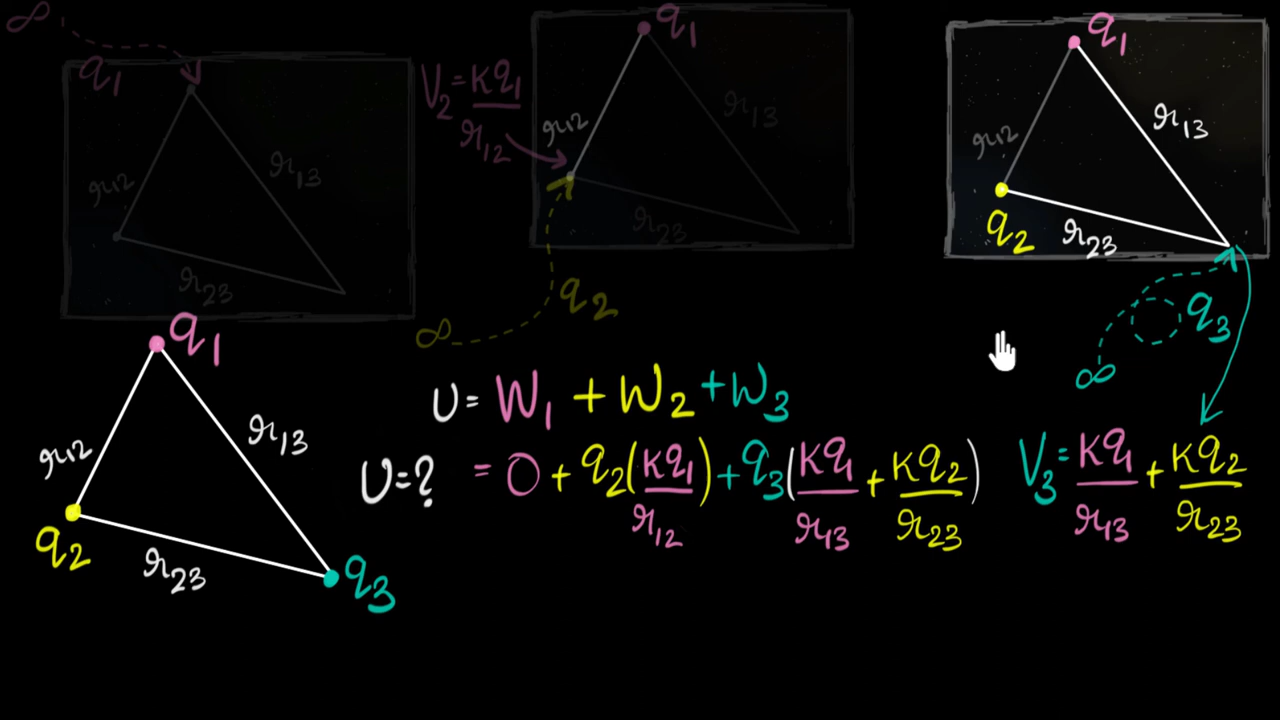 ∞
q₁
r₁₂
r₁₃
r₂₃
V₂ = kq₁/r₁₂
q₁
r₁₂
r₁₃
r₂₃
∞
q₂
q₁
r₁₂
r₁₃
q₂
r₂₃
q₃
∞
q₁
r₁₂
r₁₃
q₂
r₂₃
q₃
U = W₁ + W₂ + W₃
U = ?
= 0 + q₂(kq₁/r₁₂) + q₃(kq₁/r₁₃ + kq₂/r₂₃)
V₃ = kq₁/r₁₃ + kq₂/r₂₃